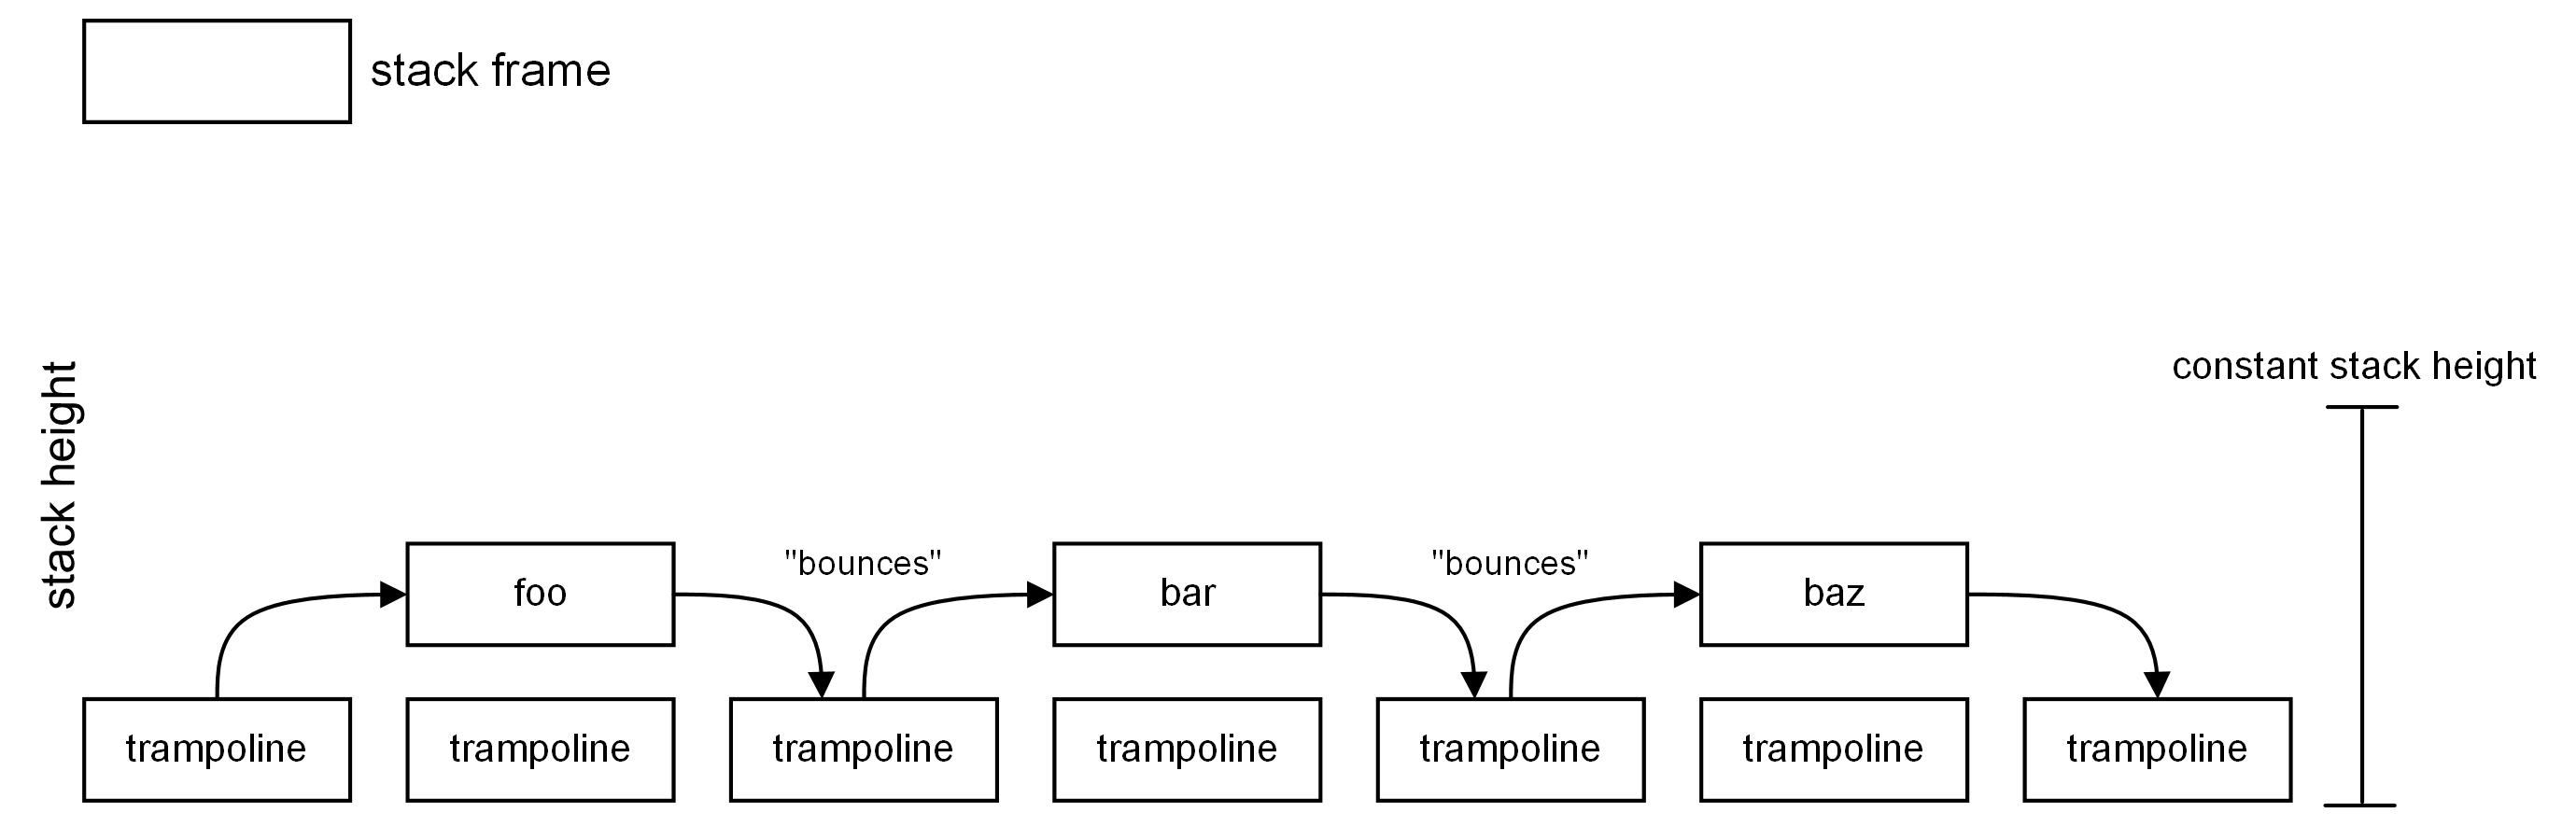 stack frame
stack height
constant stack height
foo
"bounces"
bar
"bounces"
baz
trampoline
trampoline
trampoline
trampoline
trampoline
trampoline
trampoline